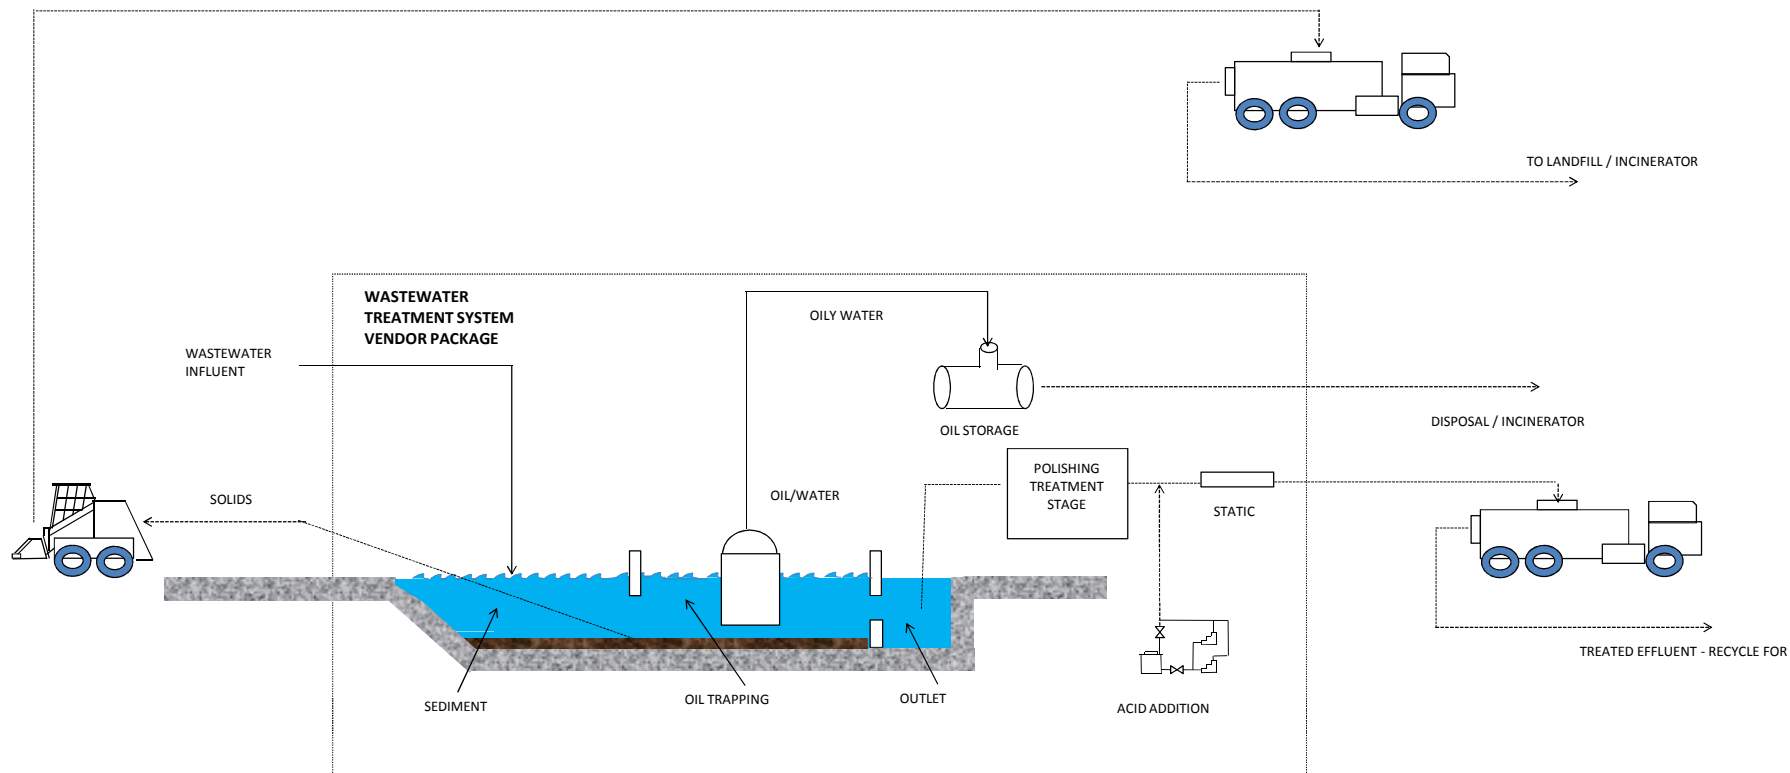 TO LANDFILL / INCINERATOR
WASTEWATER
TREATMENT SYSTEM
VENDOR PACKAGE
OILY WATER
WASTEWATER
INFLUENT
DISPOSAL / INCINERATOR
OIL STORAGE
POLISHING
TREATMENT
STAGE
SOLIDS
OIL/WATER
STATIC
TREATED EFFLUENT - RECYCLE FOR
SEDIMENT
OIL TRAPPING
OUTLET
ACID ADDITION